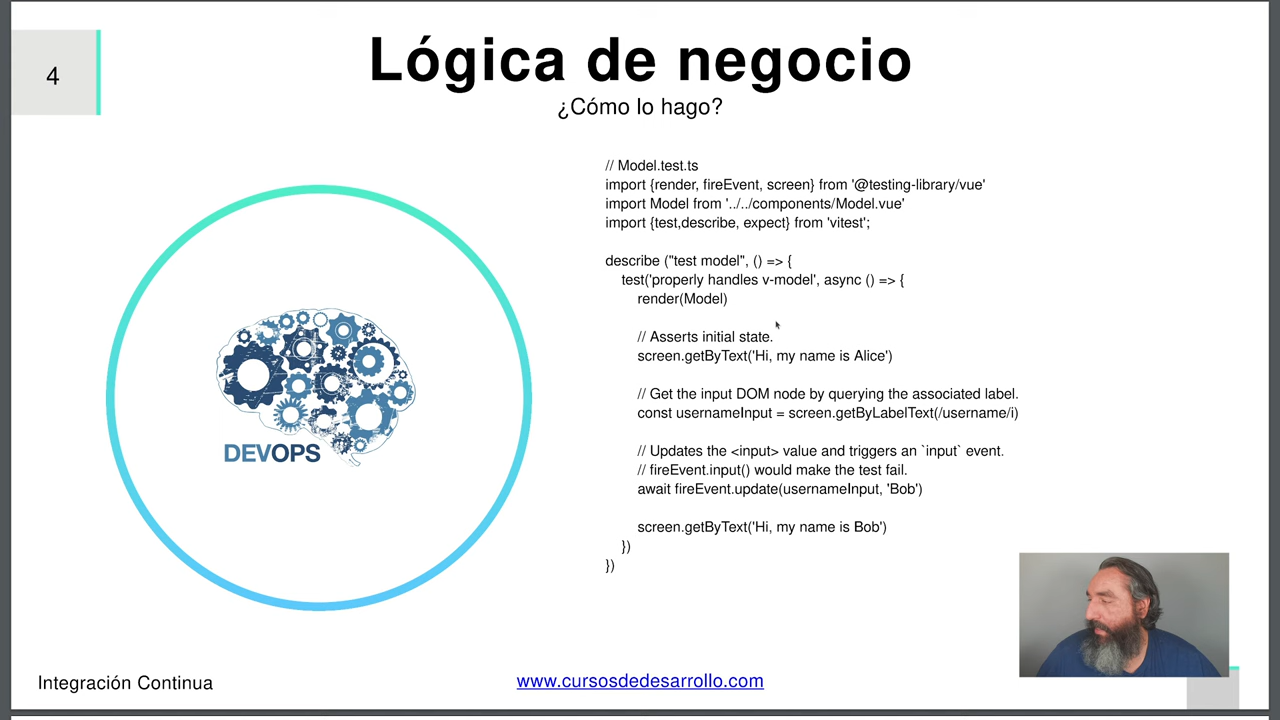 4
Lógica de negocio
¿Cómo lo hago?
// Model.test.ts
import {render, fireEvent, screen} from '@testing-library/vue'
import Model from '../../components/Model.vue'
import {test,describe, expect} from 'vitest';
describe ("test model", () => {
test('properly handles v-model', async () => {
render(Model)
// Asserts initial state.
screen.getByText('Hi, my name is Alice')
// Get the input DOM node by querying the associated label.
const usernameInput = screen.getByLabelText(/username/i)
// Updates the <input> value and triggers an `input` event.
// fireEvent.input() would make the test fail.
await fireEvent.update(usernameInput, 'Bob')
screen.getByText('Hi, my name is Bob')
})
})
DEVOPS
Integración Continua
www.cursosdedesarrollo.com